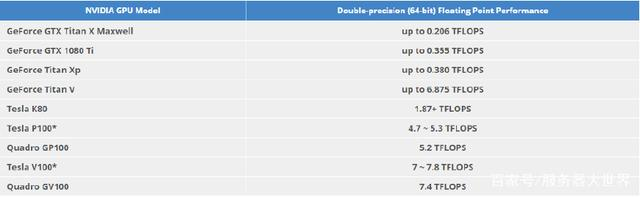 NVIDIA GPU Model Double-precision (64-bit) Floating Point Performance
GeForce GTX Titan X Maxwell up to 0.206 TFLOPS
GeForce GTX 1080 Ti up to 0.355 TFLOPS
GeForce Titan Xp up to 0.380 TFLOPS
GeForce Titan V up to 6.875 TFLOPS
Tesla K80 1.87+ TFLOPS
Tesla P100* 4.7 ~ 5.3 TFLOPS
Quadro GP100 5.2 TFLOPS
Tesla V100* 7 ~ 7.8 TFLOPS
Quadro GV100 7.4 TFLOPS
百家号/服务器大世界